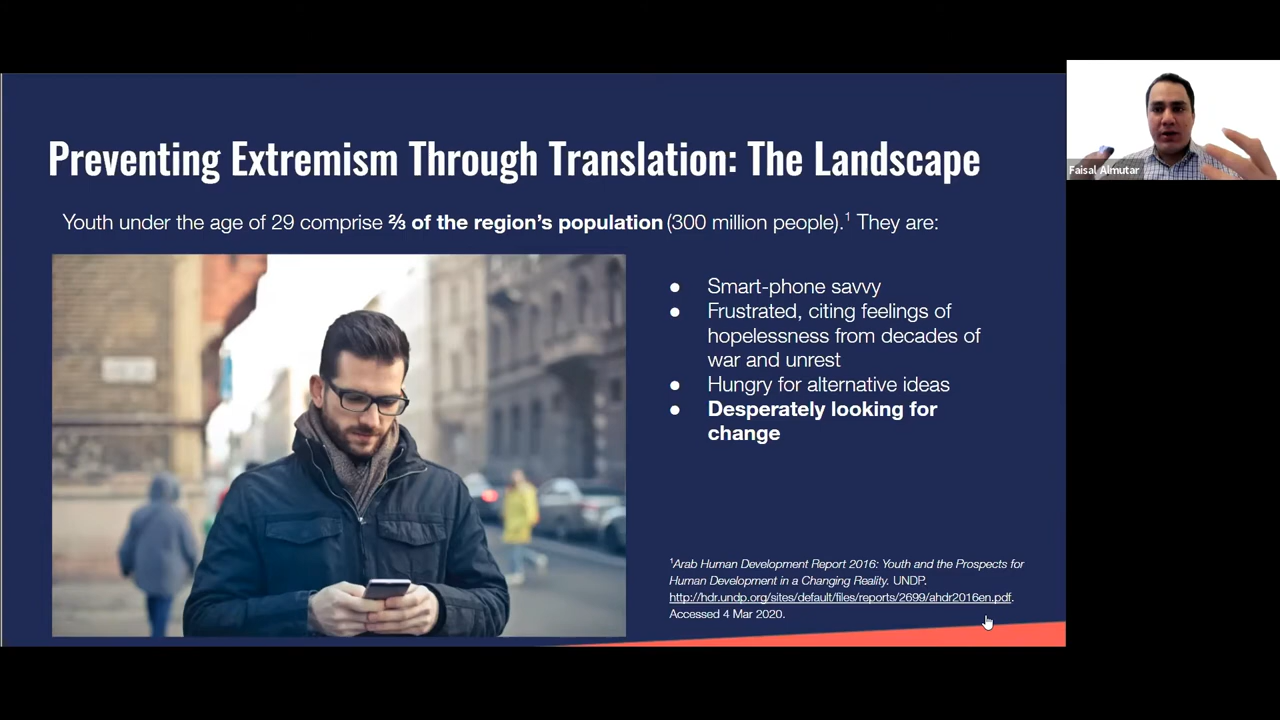 Preventing Extremism Through Translation: The Landscape
Youth under the age of 29 comprise ⅔ of the region's population (300 million people).¹ They are:
● Smart-phone savvy
● Frustrated, citing feelings of
hopelessness from decades of
war and unrest
● Hungry for alternative ideas
● Desperately looking for
change
¹Arab Human Development Report 2016: Youth and the Prospects for
Human Development in a Changing Reality. UNDP.
http://hdr.undp.org/sites/default/files/reports/2699/ahdr2016en.pdf.
Accessed 4 Mar 2020.
Faisal Almutar